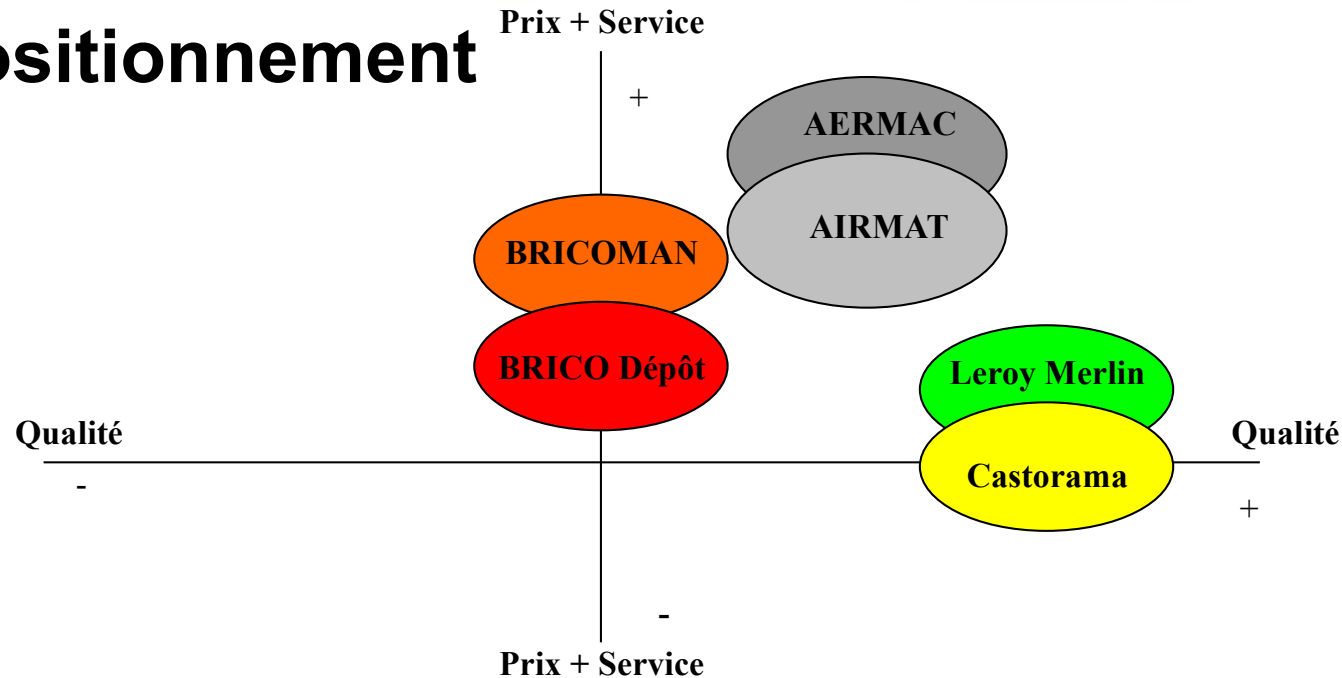 Prix + Service
ositionnement
+
AERMAC
AIRMAT
BRICOMAN
BRICO Dépôt
Leroy Merlin
Qualité
Qualité
Castorama
-
+
-
Prix + Service